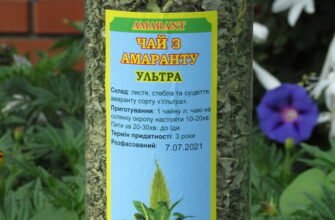 AMARANT
ЧАЙ З
АМАРАНТУ
УЛЬТРА
Склад: листя, стебла та суцвіття
амаранту сорту «Ультра».
Приготування: 1 чайну л. чаю на
склянку окропу настояти 10-20хв.
Пити за 20-30хв. до їди.
Термін придатності: 3 роки
Розфасований: 7.07.2021